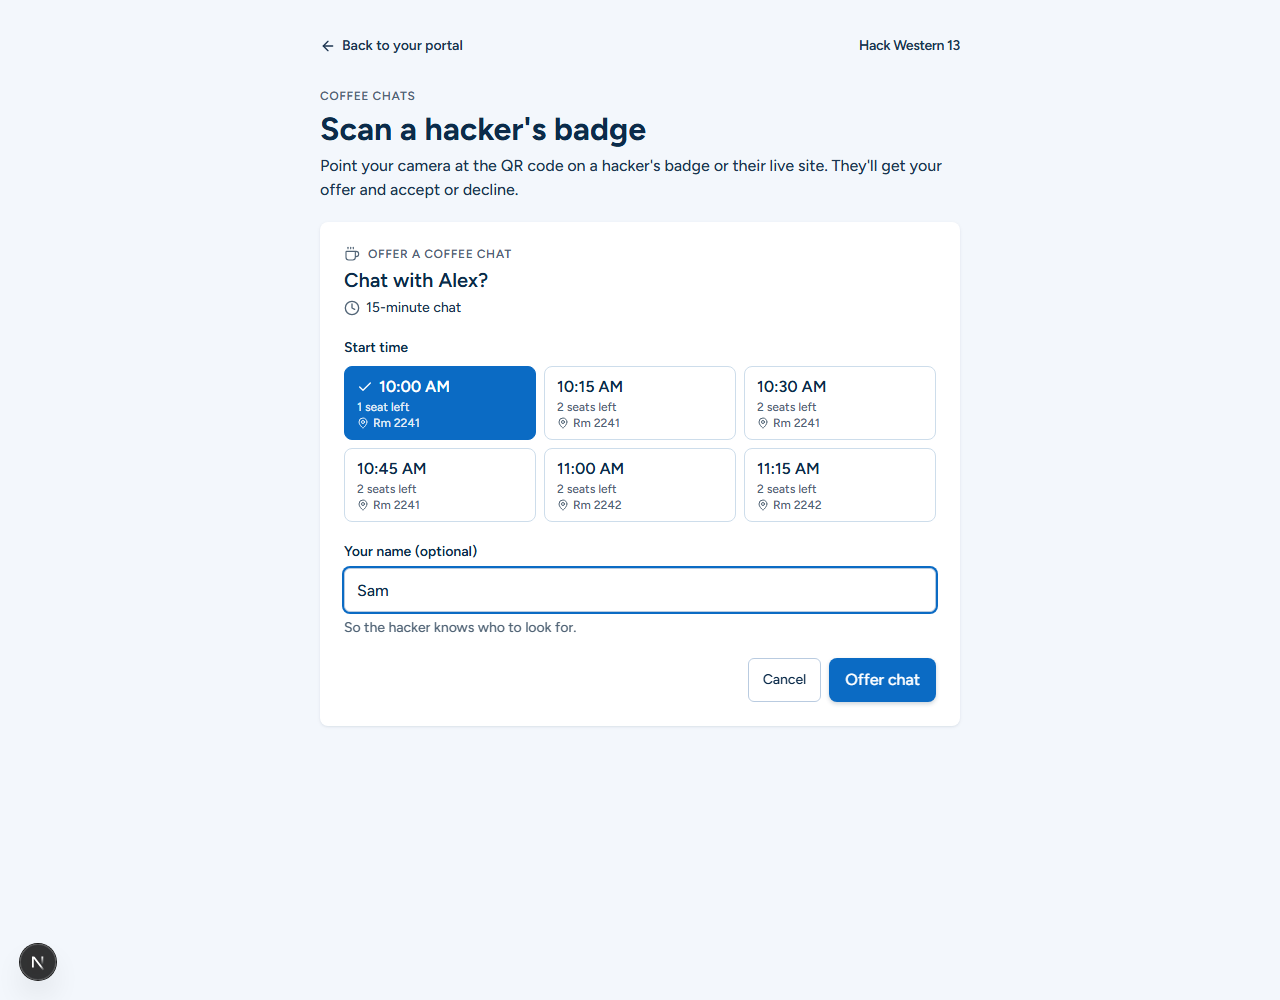 Back to your portal
Hack Western 13
COFFEE CHATS
Scan a hacker's badge
Point your camera at the QR code on a hacker's badge or their live site. They'll get your
offer and accept or decline.
OFFER A COFFEE CHAT
Chat with Alex?
15-minute chat
Start time
10:00 AM
1 seat left
Rm 2241
10:15 AM
2 seats left
Rm 2241
10:30 AM
2 seats left
Rm 2241
10:45 AM
2 seats left
Rm 2241
11:00 AM
2 seats left
Rm 2242
11:15 AM
2 seats left
Rm 2242
Your name (optional)
Sam
So the hacker knows who to look for.
Cancel
Offer chat
N